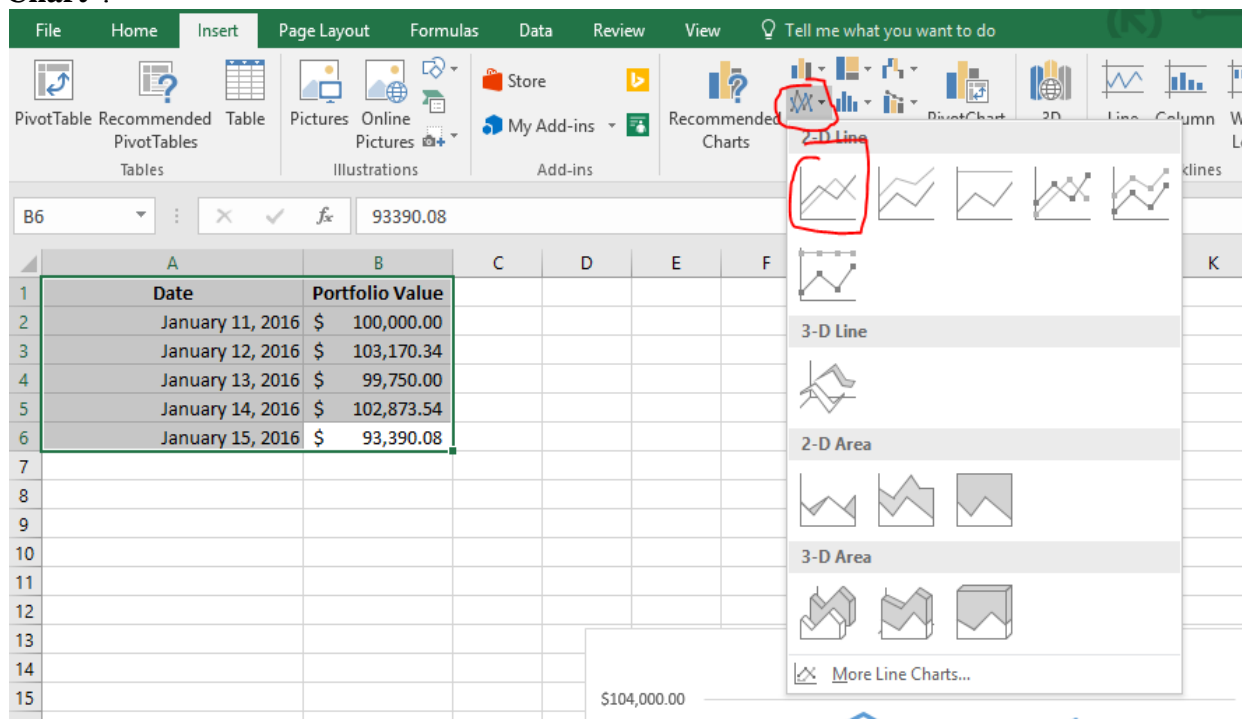 File Home Insert Page Layout Formulas Data Review View Tell me what you want to do
PivotTable Recommended PivotTables Table Pictures Online Pictures Store My Add-ins Recommended Charts PivotChart 3D Line Column
Tables Illustrations Add-ins
2-D Line
B6 fx 93390.08
A B C D E F K
1 Date Portfolio Value
2 January 11, 2016 $ 100,000.00
3 January 12, 2016 $ 103,170.34
4 January 13, 2016 $ 99,750.00
5 January 14, 2016 $ 102,873.54
6 January 15, 2016 $ 93,390.08
7
8
9
10
11
12
13
14
15
3-D Line
2-D Area
3-D Area
More Line Charts...
$104,000.00